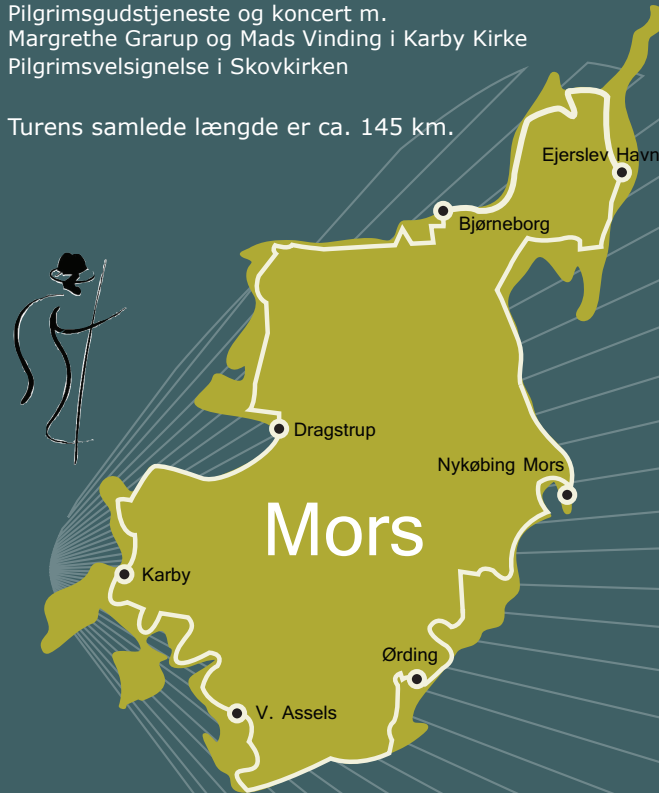 Pilgrimsgudstjeneste og koncert m.
Margrethe Grarup og Mads Vinding i Karby Kirke
Pilgrimsvelsignelse i Skovkirken
Turens samlede længde er ca. 145 km.
Ejerslev Havn
Bjørneborg
Dragstrup
Nykøbing Mors
Mors
Karby
Ørding
V. Assels